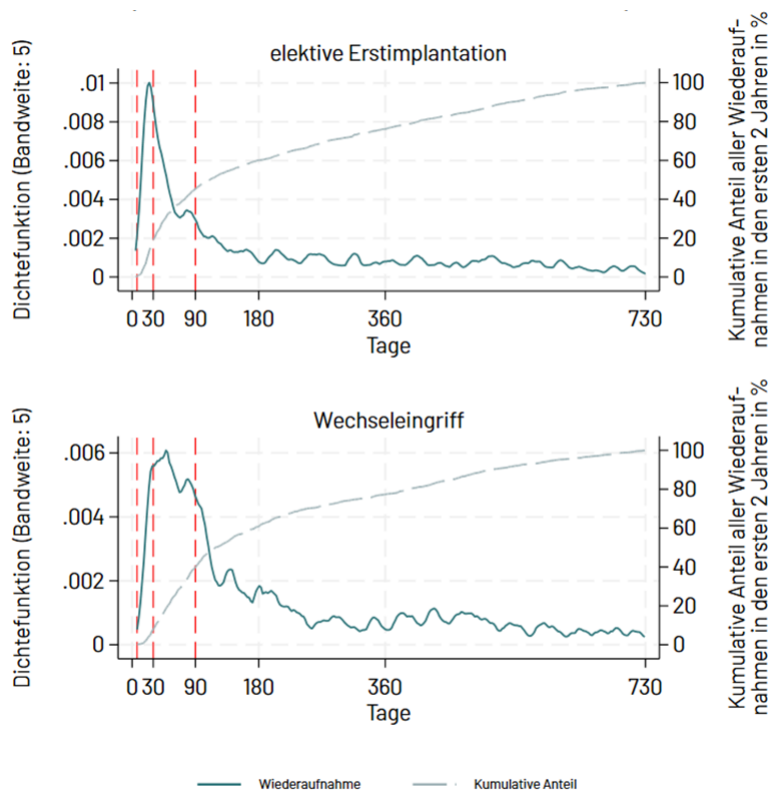 elektive Erstimplantation
Dichtefunktion (Bandweite: 5)
.01
.008
.006
.004
.002
0
100
80
60
40
20
0
Kumulative Anteil aller Wiederauf-
nahmen in den ersten 2 Jahren in %
0 30 90 180 360 730
Tage
Wechseleingriff
Dichtefunktion (Bandweite: 5)
.006
.004
.002
0
100
80
60
40
20
0
Kumulative Anteil aller Wiederauf-
nahmen in den ersten 2 Jahren in %
0 30 90 180 360 730
Tage
Wiederaufnahme Kumulative Anteil